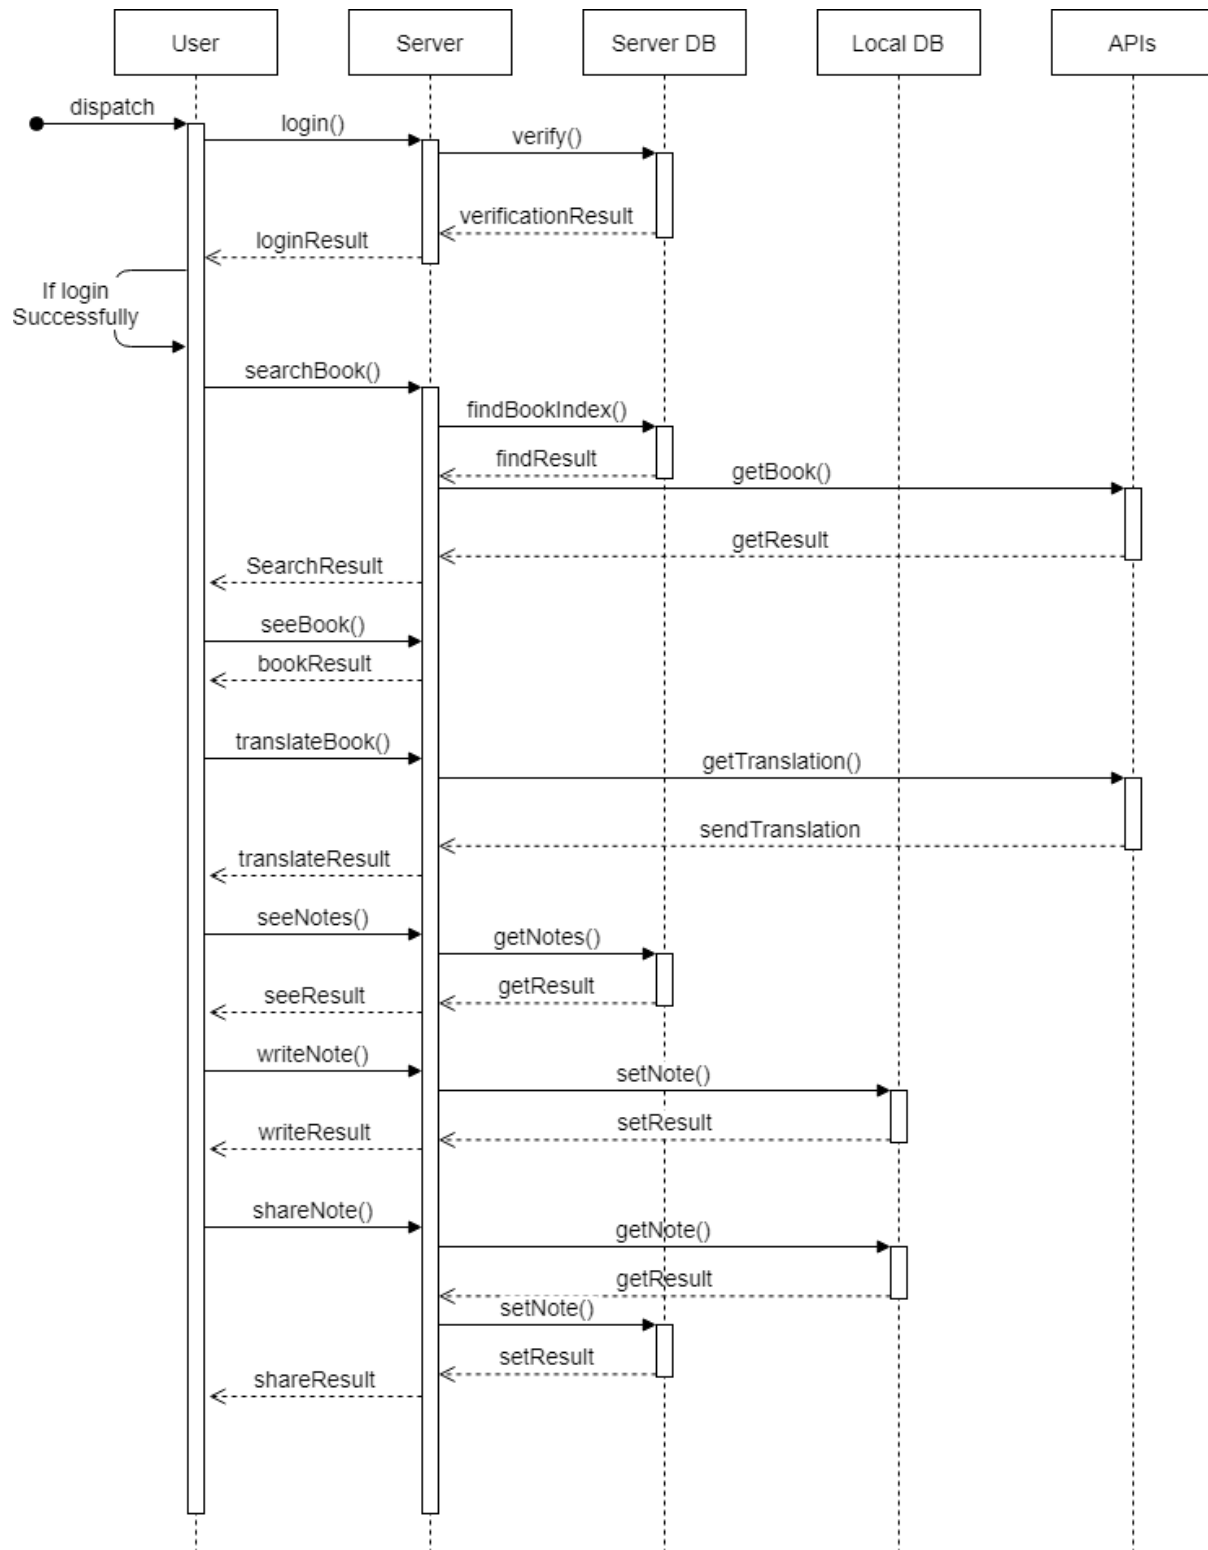 User
Server
Server DB
Local DB
APIs
dispatch
login()
verify()
verificationResult
loginResult
If login
Successfully
searchBook()
findBookIndex()
findResult
getBook()
getResult
SearchResult
seeBook()
bookResult
translateBook()
getTranslation()
sendTranslation
translateResult
seeNotes()
getNotes()
getResult
seeResult
writeNote()
setNote()
setResult
writeResult
shareNote()
getNote()
getResult
setNote()
setResult
shareResult